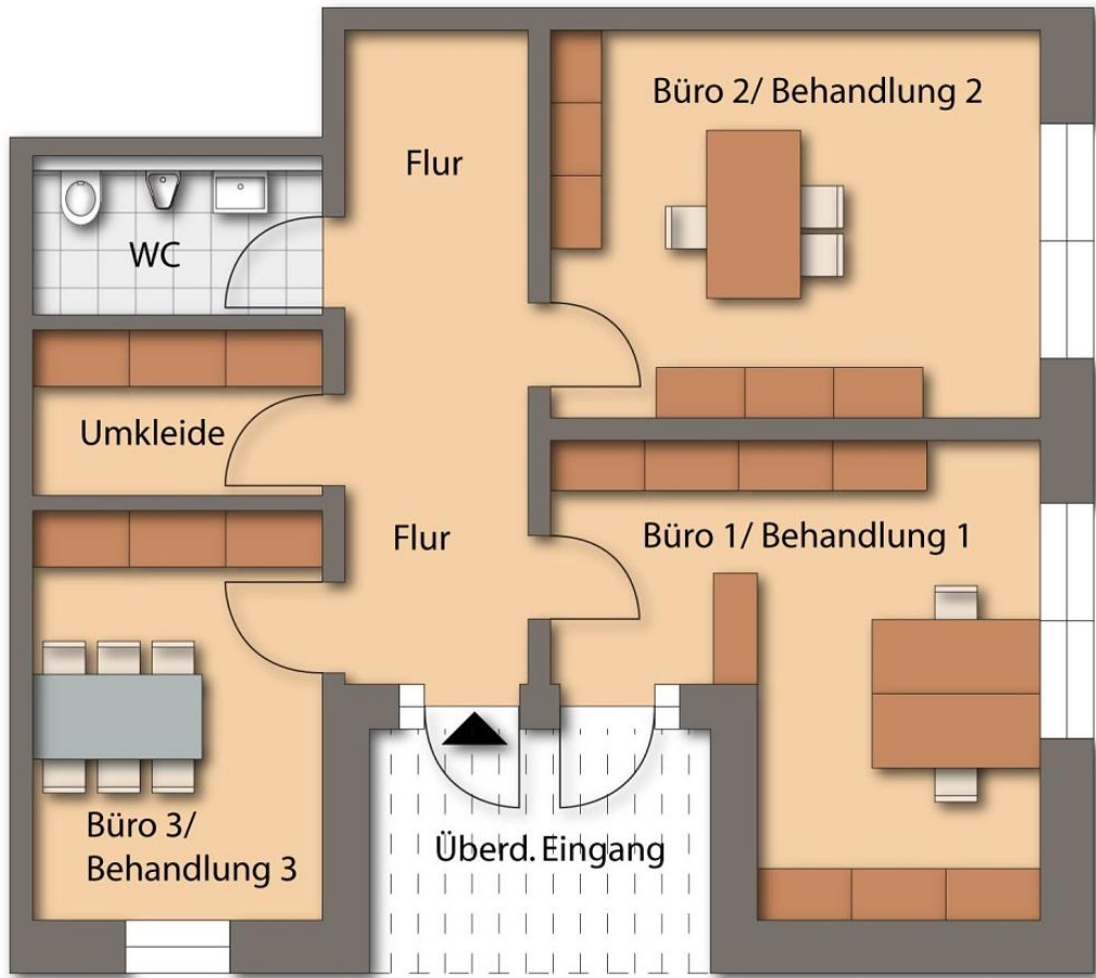 Büro 2/ Behandlung 2
Flur
WC
Umkleide
Flur
Büro 1/ Behandlung 1
Büro 3/
Behandlung 3
Überd. Eingang